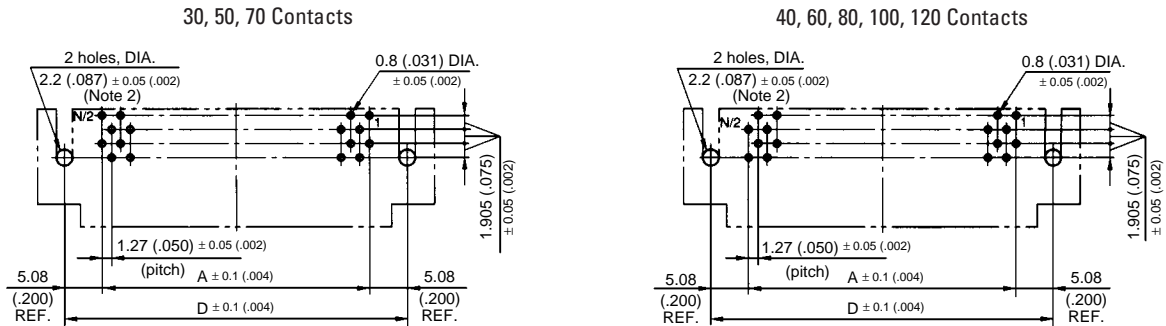 30, 50, 70 Contacts
2 holes, DIA.
2.2 (.087) ± 0.05 (.002)
(Note 2)
0.8 (.031) DIA.
± 0.05 (.002)
N/2
1
1.905 (.075)
± 0.05 (.002)
1.27 (.050) ± 0.05 (.002)
(pitch)
5.08
(.200)
REF.
A ± 0.1 (.004)
D ± 0.1 (.004)
5.08
(.200)
REF.
40, 60, 80, 100, 120 Contacts
2 holes, DIA.
2.2 (.087) ± 0.05 (.002)
(Note 2)
0.8 (.031) DIA.
± 0.05 (.002)
N/2
1
1.905 (.075)
± 0.05 (.002)
1.27 (.050) ± 0.05 (.002)
(pitch)
5.08
(.200)
REF.
A ± 0.1 (.004)
D ± 0.1 (.004)
5.08
(.200)
REF.